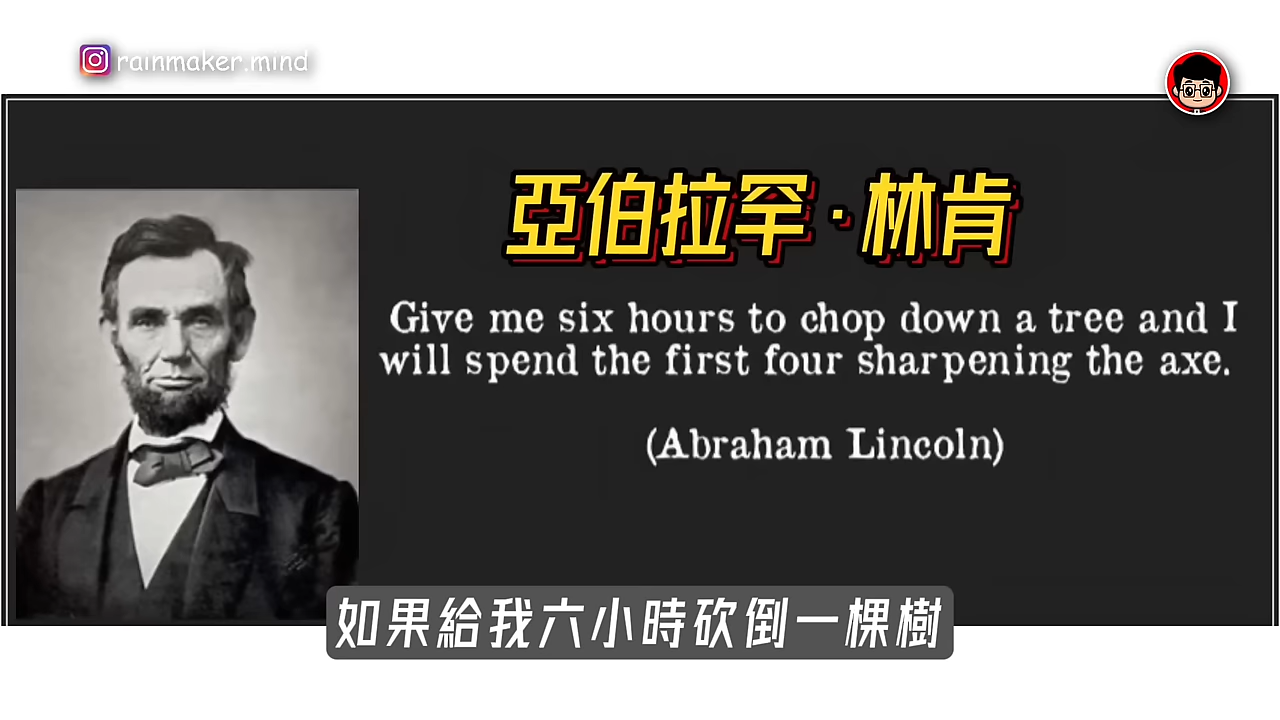 rainmaker.mind
亞伯拉罕·林肯
Give me six hours to chop down a tree and I
will spend the first four sharpening the axe.
(Abraham Lincoln)
如果給我六小時砍倒一棵樹